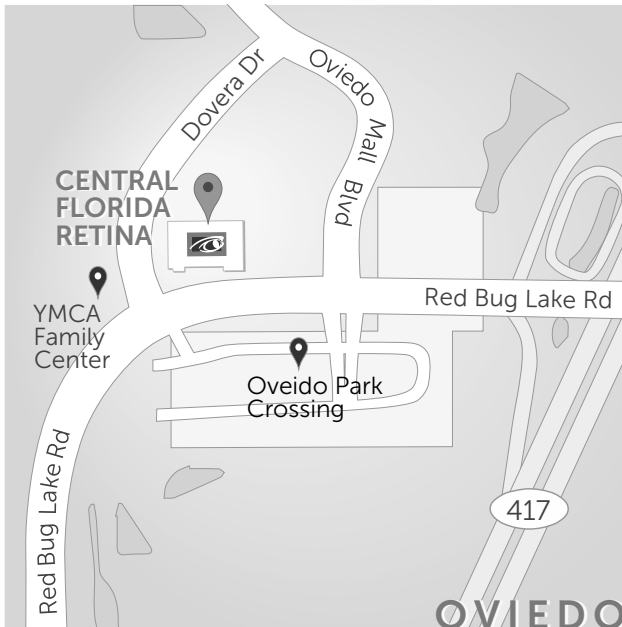 Dovera Dr
Oviedo Mall Blvd
CENTRAL
FLORIDA
RETINA
YMCA
Family
Center
Red Bug Lake Rd
Oveido Park
Crossing
Red Bug Lake Rd
417
OVIEDO